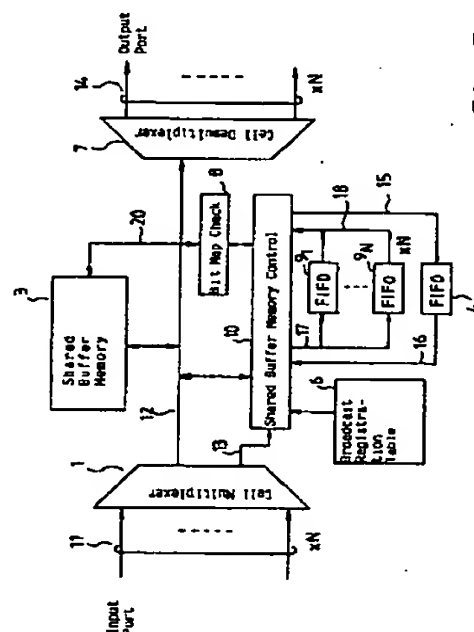 Input
Port
11
xN
1
Cell Multiplexer
12
13
3
Shared
Buffer
Memory
20
Bit Map Check
8
10
Shared Buffer Memory Control
6
Broadcast
Registra-
tion
Table
17
FIFO
9₁
FIFO
9N
xN
18
15
16
FIFO
7
Cell Demultiplexer
14
Output
Port
xN